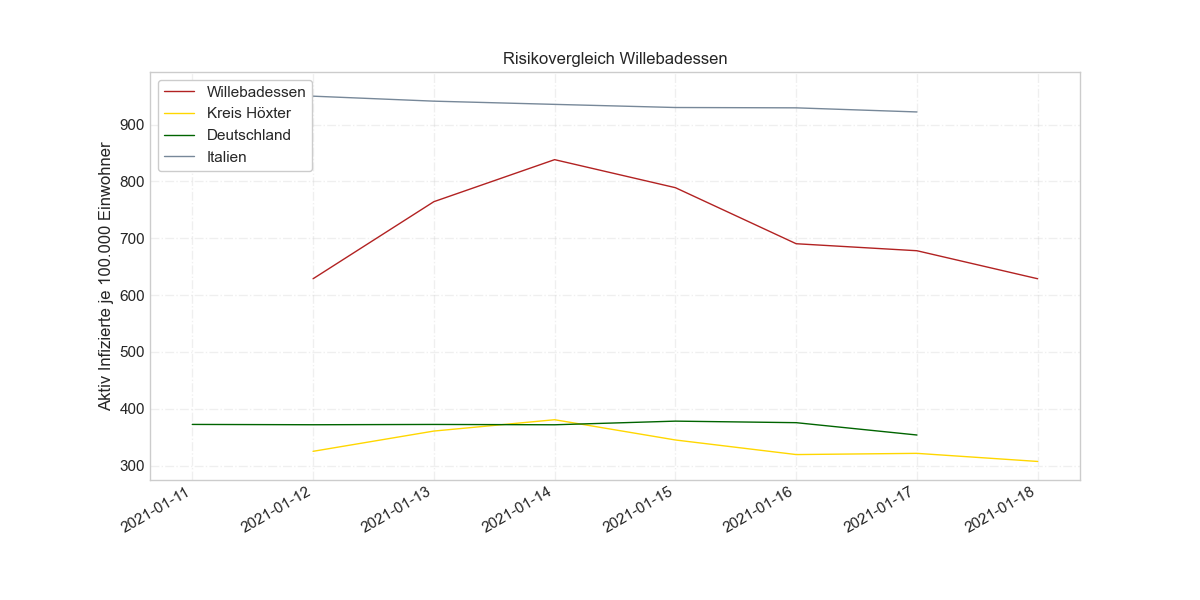 Risikovergleich Willebadessen
Willebadessen
Kreis Höxter
Deutschland
Italien
Aktiv Infizierte je 100.000 Einwohner
900
800
700
600
500
400
300
2021-01-11
2021-01-12
2021-01-13
2021-01-14
2021-01-15
2021-01-16
2021-01-17
2021-01-18